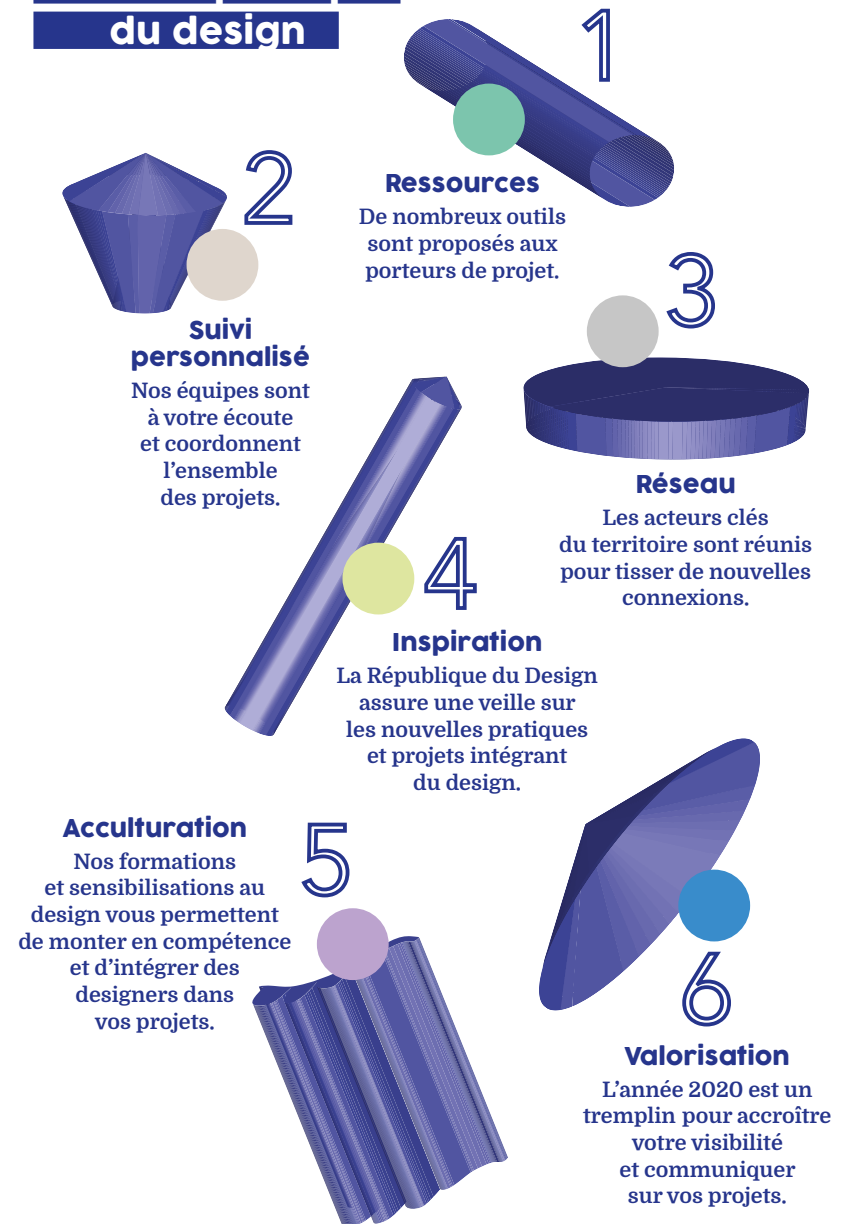 du design
1
Ressources
De nombreux outils
sont proposés aux
porteurs de projet.
2
Suivi
personnalisé
Nos équipes sont
à votre écoute
et coordonnent
l'ensemble
des projets.
3
Réseau
Les acteurs clés
du territoire sont réunis
pour tisser de nouvelles
connexions.
4
Inspiration
La République du Design
assure une veille sur
les nouvelles pratiques
et projets intégrant
du design.
5
Acculturation
Nos formations
et sensibilisations au
design vous permettent
de monter en compétence
et d'intégrer des
designers dans
vos projets.
6
Valorisation
L'année 2020 est un
tremplin pour accroître
votre visibilité
et communiquer
sur vos projets.